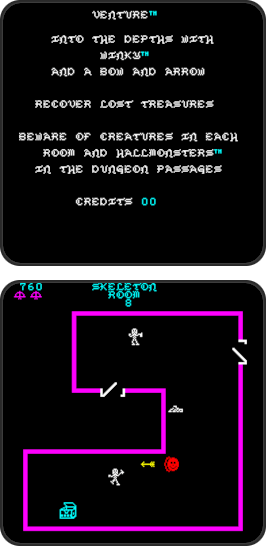 VENTURE™
INTO THE DEPTHS WITH
WINKY™
AND A BOW AND ARROW
RECOVER LOST TREASURES
BEWARE OF CREATURES IN EACH
ROOM AND HALLMONSTERS™
IN THE DUNGEON PASSAGES
CREDITS 00
760 SKELETON
ROOM
8